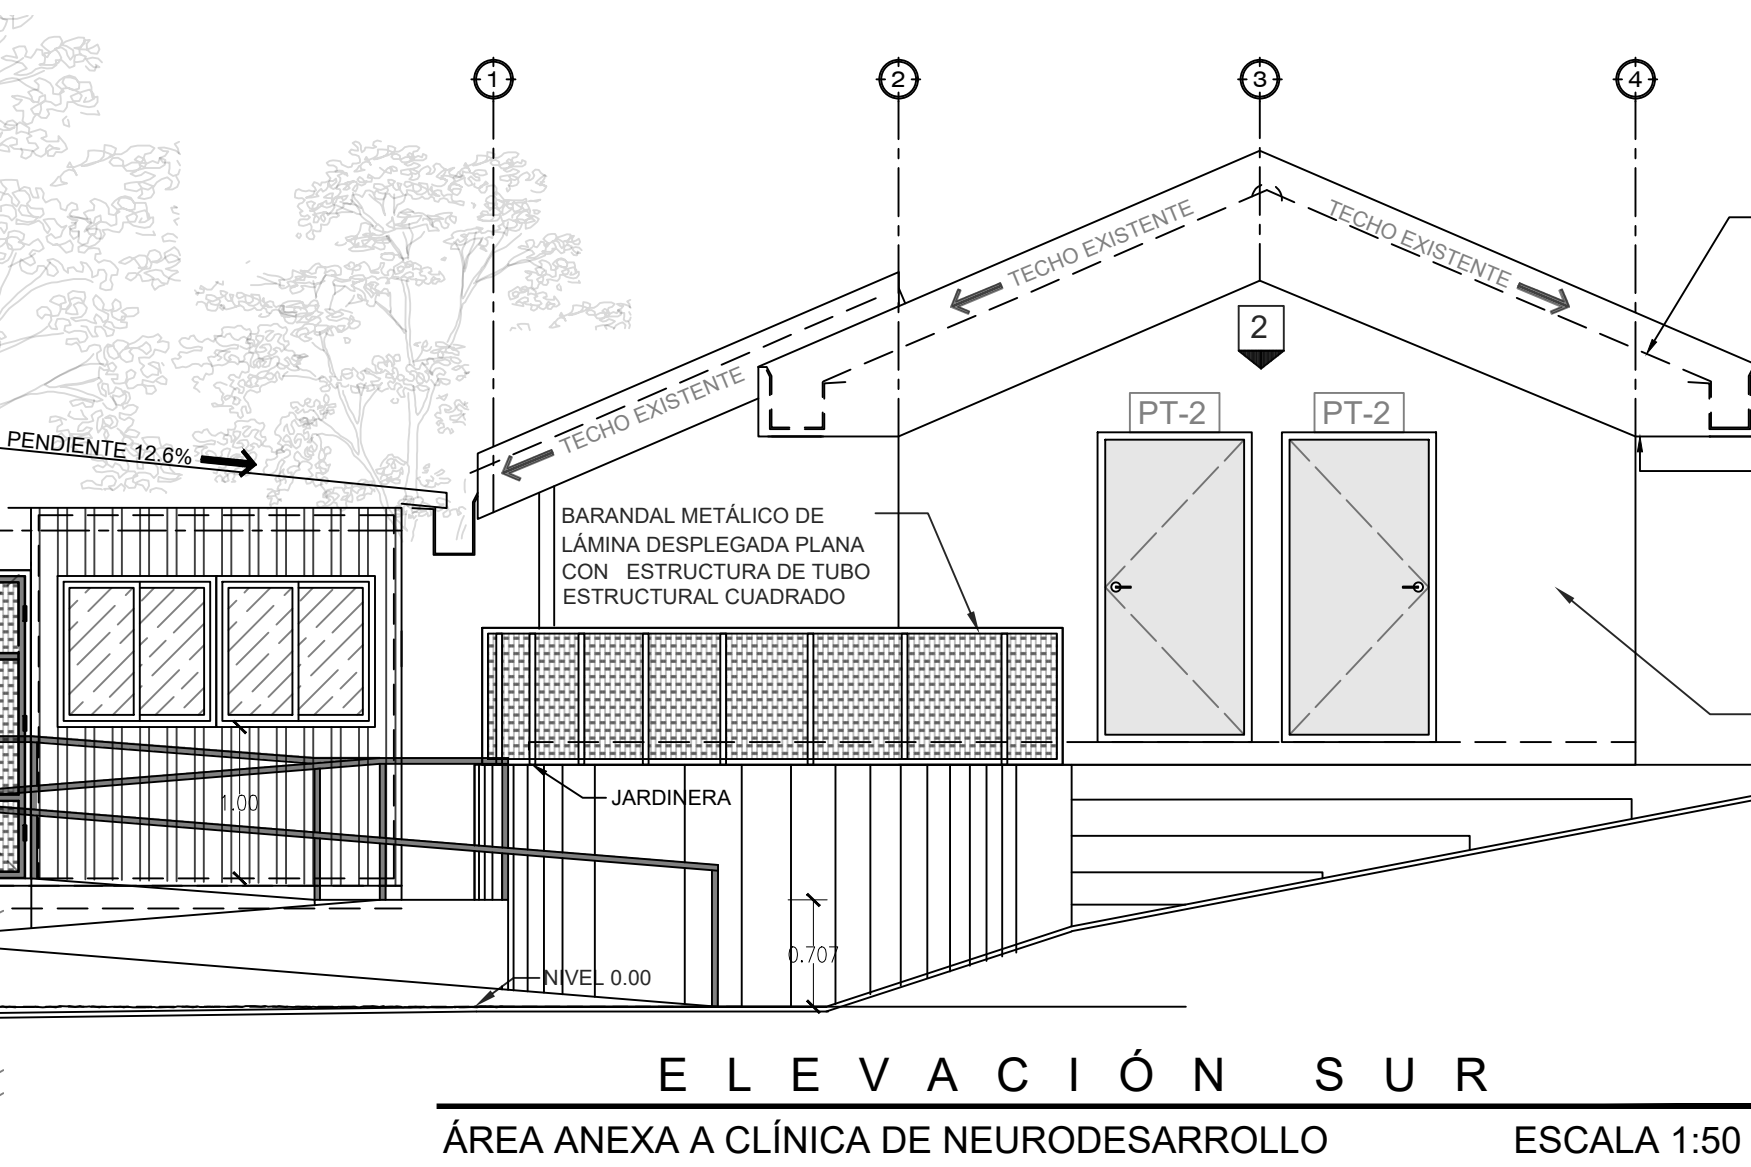 1
2
3
4
TECHO EXISTENTE
TECHO EXISTENTE
TECHO EXISTENTE
2
PT-2
PT-2
PENDIENTE 12.6%
BARANDAL METÁLICO DE
LÁMINA DESPLEGADA PLANA
CON ESTRUCTURA DE TUBO
ESTRUCTURAL CUADRADO
1.00
JARDINERA
0.707
NIVEL 0.00
ELEVACIÓN SUR
ÁREA ANEXA A CLÍNICA DE NEURODESARROLLO
ESCALA 1:50